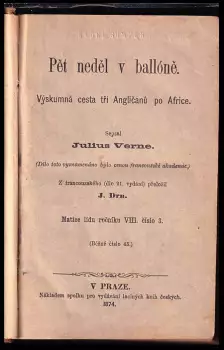 Pět neděl v ballóně.
Výskumná cesta tří Angličanů po Africe.
Sepsal
Julius Verne.
(Dílo toto vyznamenáno bylo cenou francouzské akademie.)
Z francouzského (dle 21. vydání) přeložil
J. Drn.
Matice lidu ročníku VIII. číslo 3.
(Běžné číslo 45.)
V PRAZE.
Nákladem spolku pro vydávání laciných knih českých.
1874.